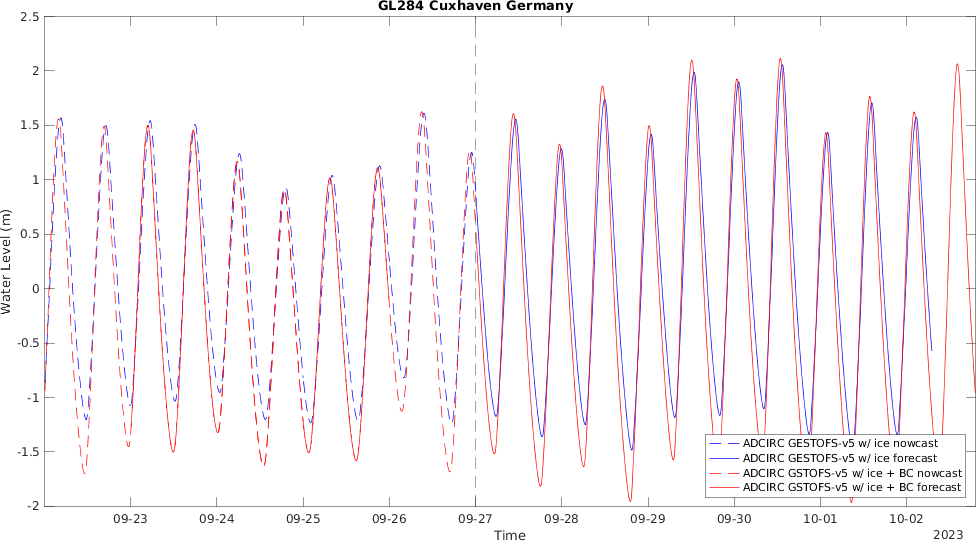 GL284 Cuxhaven Germany
2.5
2
1.5
1
0.5
0
-0.5
-1
-1.5
-2
Water Level (m)
09-23 09-24 09-25 09-26 09-27 09-28 09-29 09-30 10-01 10-02
Time
2023
ADCIRC GESTOFS-v5 w/ ice nowcast
ADCIRC GESTOFS-v5 w/ ice forecast
ADCIRC GSTOFS-v5 w/ ice + BC nowcast
ADCIRC GSTOFS-v5 w/ ice + BC forecast